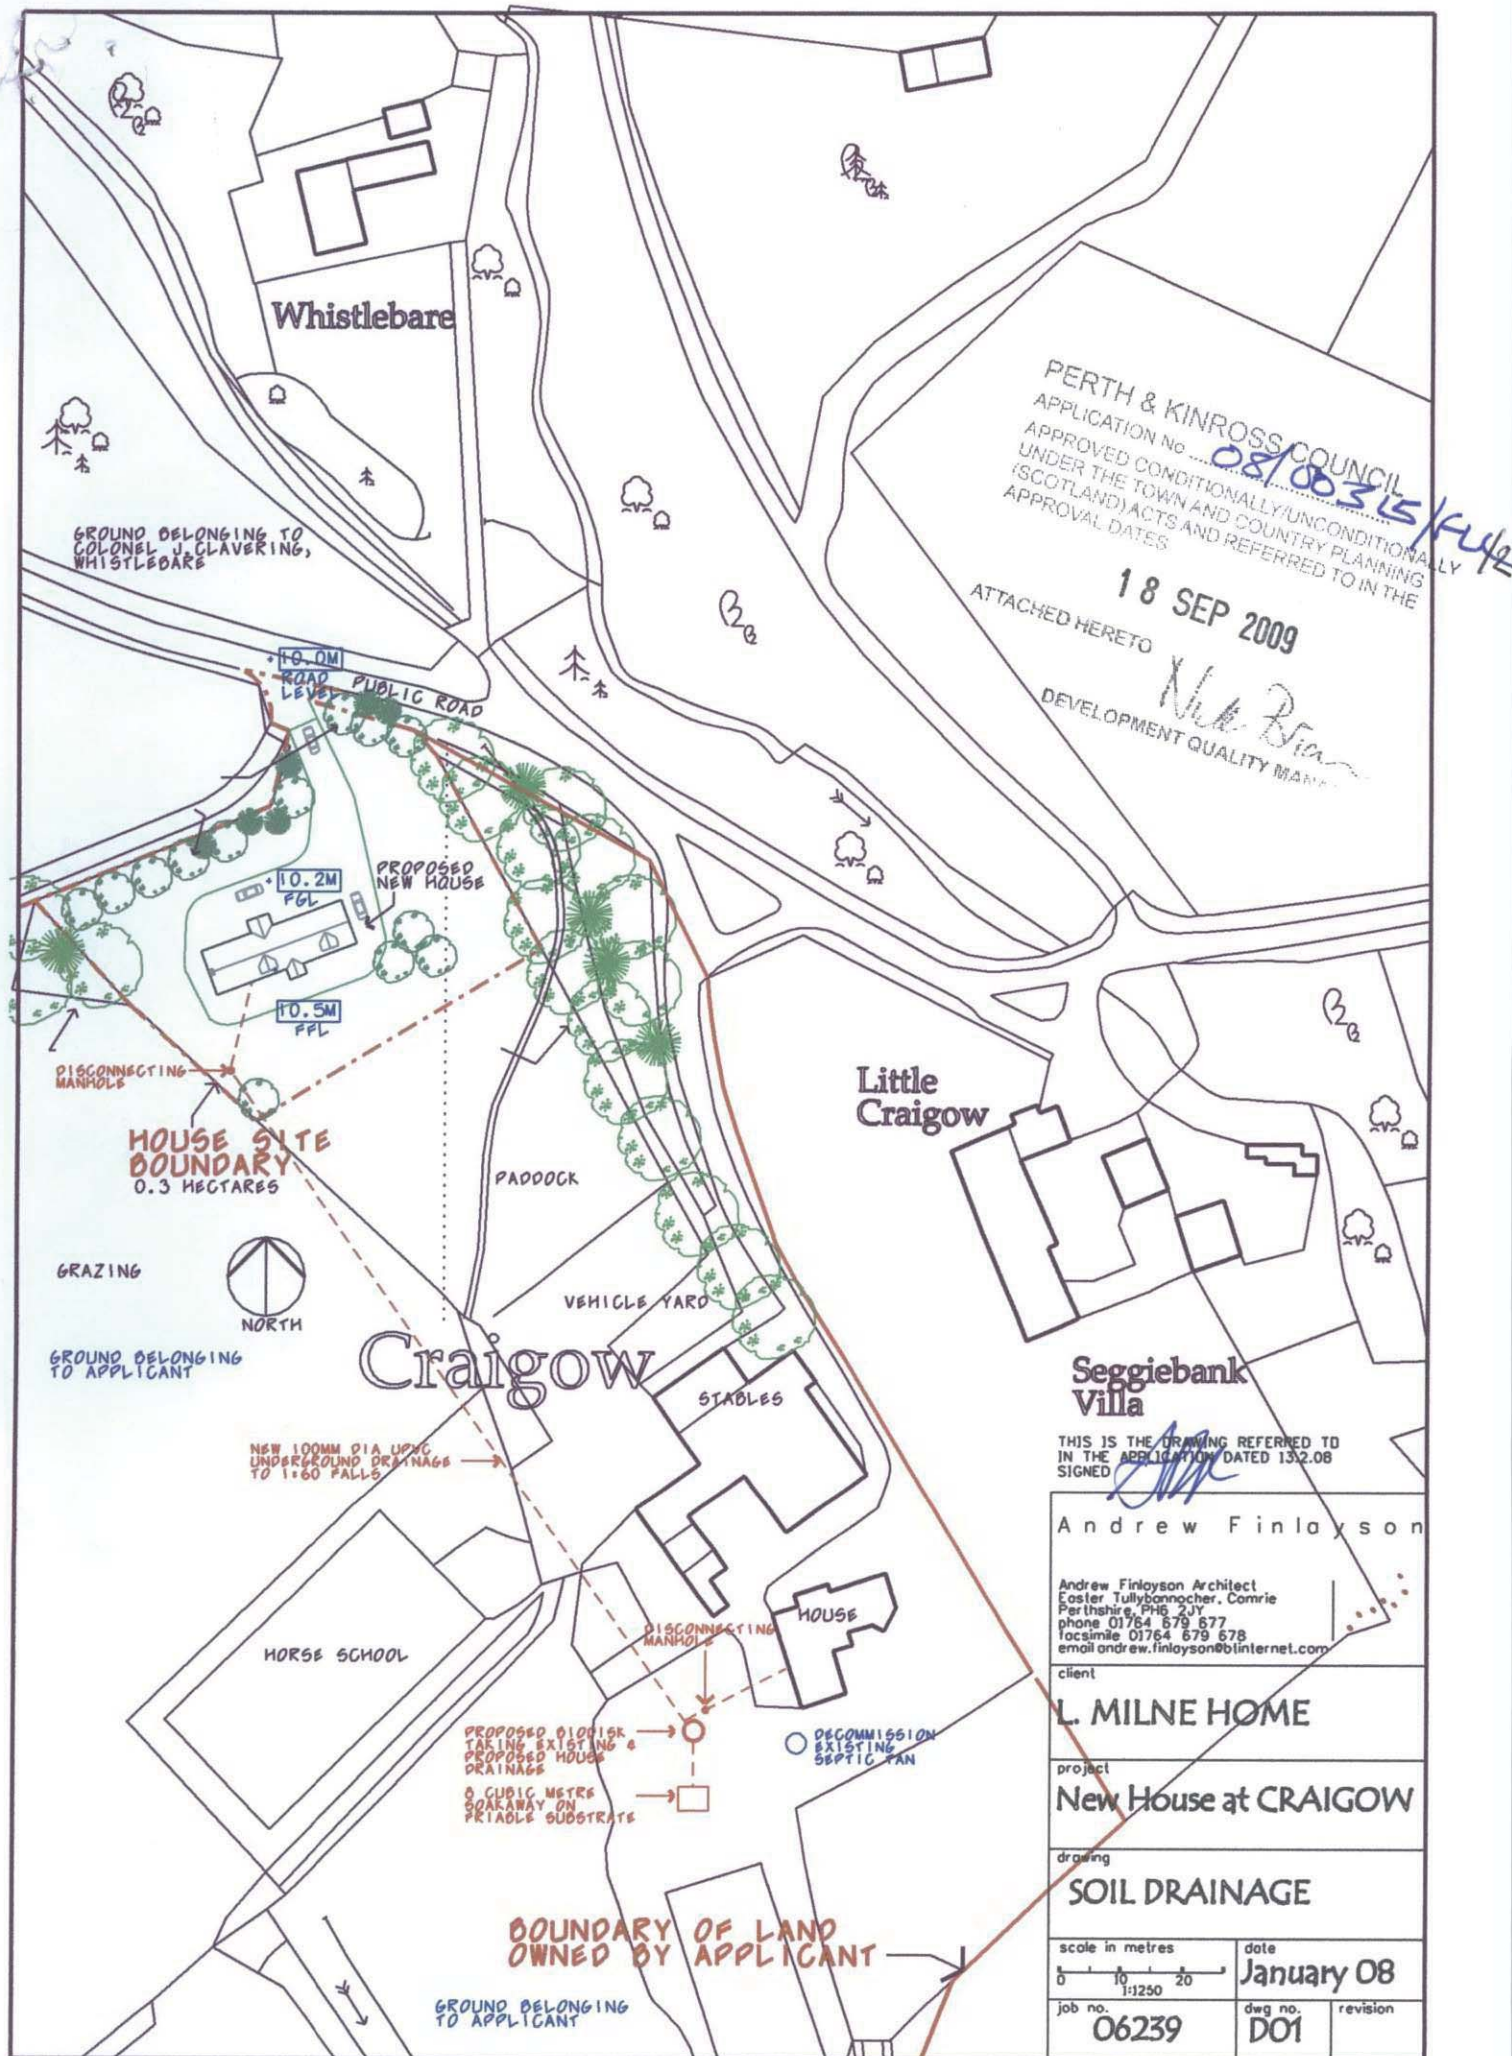 Whistlebare
PERTH & KINROSS COUNCIL
APPLICATION No 08/00315/FLL
APPROVED CONDITIONALLY/UNCONDITIONALLY
UNDER THE TOWN AND COUNTRY PLANNING
(SCOTLAND) ACTS AND REFERRED TO IN THE
APPROVAL DATES
18 SEP 2009
ATTACHED HERETO
DEVELOPMENT QUALITY
GROUND BELONGING TO
COLONEL J.CLAVERING,
WHISTLEBARE
10.0M
ROAD
LEVEL
PUBLIC ROAD
PROPOSED
NEW HOUSE
10.2M
FGL
10.5M
FFL
DISCONNECTING
MANHOLE
HOUSE SITE
BOUNDARY
0.3 HECTARES
PADDOCK
Little
Craigow
GRAZING
NORTH
VEHICLE YARD
GROUND BELONGING
TO APPLICANT
Craigow
STABLES
Seggiebank
Villa
NEW 100MM DIA UPVC
UNDERGROUND DRAINAGE
TO 1:60 FALLS
THIS IS THE DRAWING REFERRED TO
IN THE APPLICATION DATED 13.2.08
SIGNED
HORSE SCHOOL
HOUSE
DISCONNECTING
MANHOLE
PROPOSED BIODISK
TAKING EXISTING &
PROPOSED HOUSE
DRAINAGE
8 CUBIC METRE
SOAKAWAY ON
FRIABLE SUBSTRATE
DECOMMISSION
EXISTING
SEPTIC TAN
BOUNDARY OF LAND
OWNED BY APPLICANT
GROUND BELONGING
TO APPLICANT
Andrew Finlayson
Andrew Finlayson Architect
Easter Tullybannocher, Comrie
Perthshire, PH6 2JY
phone 01764 679 677
facsimile 01764 679 678
email andrew.finlayson@btinternet.com
client
L. MILNE HOME
project
New House at CRAIGOW
drawing
SOIL DRAINAGE
scale in metres
0 10 20
1:1250
date
January 08
job no.
06239
dwg no.
D01
revision